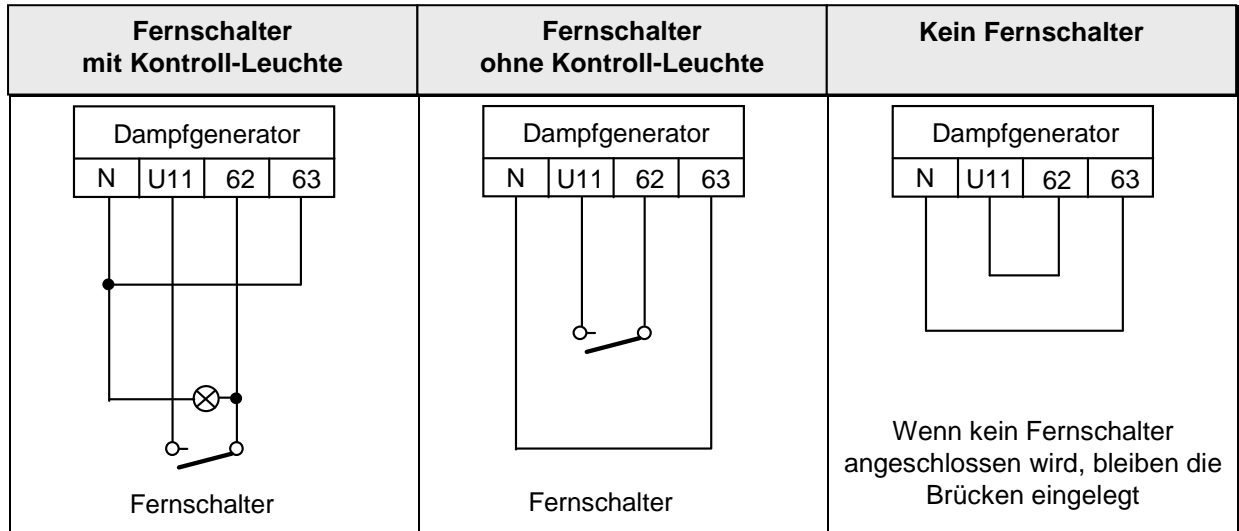 Fernschalter
mit Kontroll-Leuchte
Fernschalter
ohne Kontroll-Leuchte
Kein Fernschalter
Dampfgenerator
N U11 62 63
Fernschalter
Dampfgenerator
N U11 62 63
Fernschalter
Dampfgenerator
N U11 62 63
Wenn kein Fernschalter
angeschlossen wird, bleiben die
Brücken eingelegt